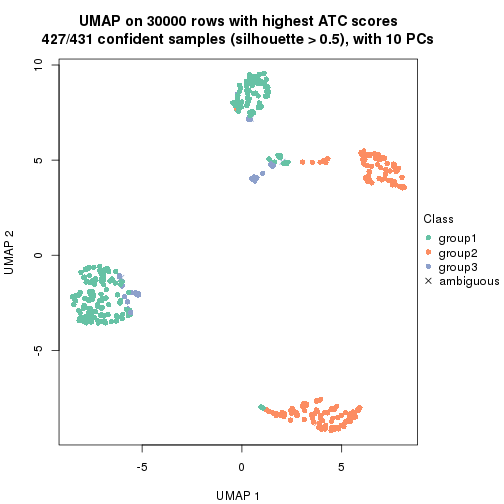 UMAP on 30000 rows with highest ATC scores
427/431 confident samples (silhouette > 0.5), with 10 PCs
10
5
0
-5
UMAP 2
-5
0
5
UMAP 1
Class
group1
group2
group3
ambiguous